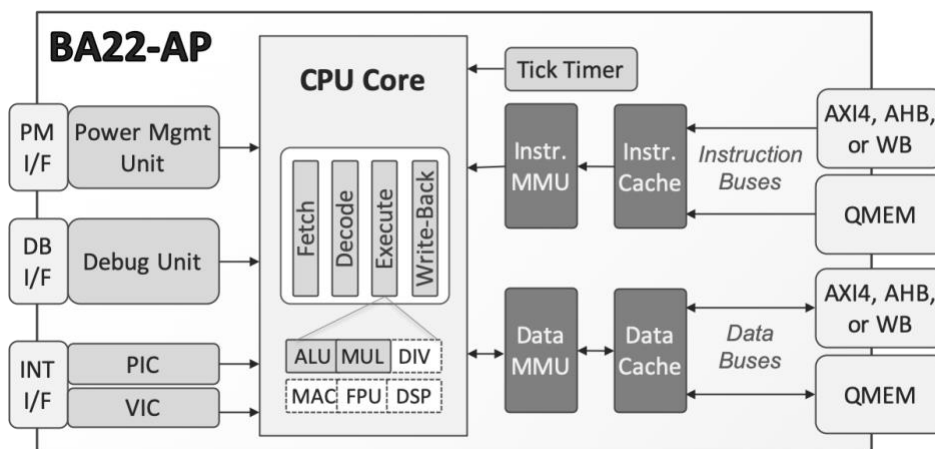 BA22-AP
CPU Core
Tick Timer
PM
I/F
Power Mgmt
Unit
DB
I/F
Debug Unit
INT
I/F
PIC
VIC
Fetch
Decode
Execute
Write-Back
ALU
MUL
DIV
MAC
FPU
DSP
Instr.
MMU
Instr.
Cache
Instruction
Buses
AXI4, AHB,
or WB
QMEM
Data
MMU
Data
Cache
Data
Buses
AXI4, AHB,
or WB
QMEM